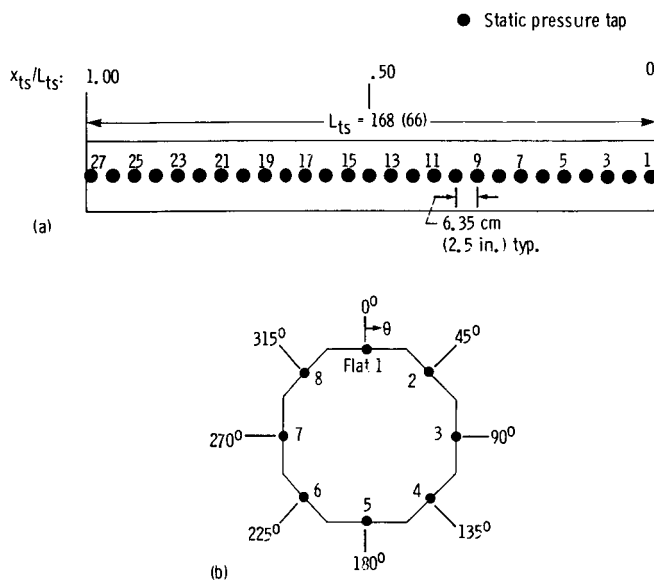 Static pressure tap
x_ts/L_ts: 1.00 .50 0
L_ts = 168 (66)
27 25 23 21 19 17 15 13 11 9 7 5 3 1
6.35 cm
(2.5 in.) typ.
(a)
0°
θ
315° 45°
Flat 1
8 2
270° 7 3 90°
6 5 4
225° 135°
180°
(b)